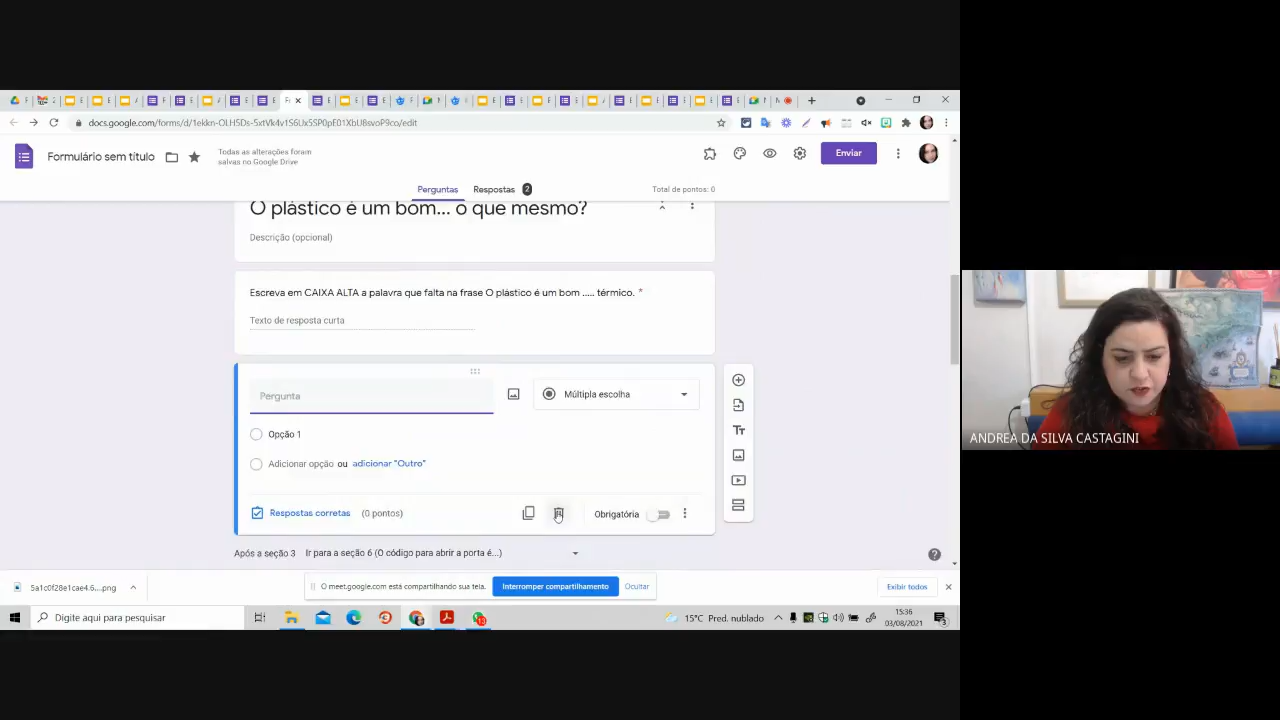 docs.google.com/forms/d/1ekkn-OLHSDs-5xtVk4v1S6Ux5SP0pE01XbU8svoP9co/edit
Formulário sem título
Todas as alterações foram
salvas no Google Drive
Enviar
Perguntas
Respostas 2
Total de pontos: 0
O plástico é um bom... o que mesmo?
Descrição (opcional)
Escreva em CAIXA ALTA a palavra que falta na frase O plástico é um bom ..... térmico. *
Texto de resposta curta
Pergunta
Múltipla escolha
Opção 1
Adicionar opção ou adicionar "Outro"
Respostas corretas (0 pontos)
Obrigatória
Após a seção 3 Ir para a seção 6 (O código para abrir a porta é...)
5a1c0f28e1cae4.6....png
O meet.google.com está compartilhando sua tela.
Interromper compartilhamento
Ocultar
Exibir todos
Digite aqui para pesquisar
15°C Pred. nublado
15:36
03/08/2021
ANDREA DA SILVA CASTAGINI